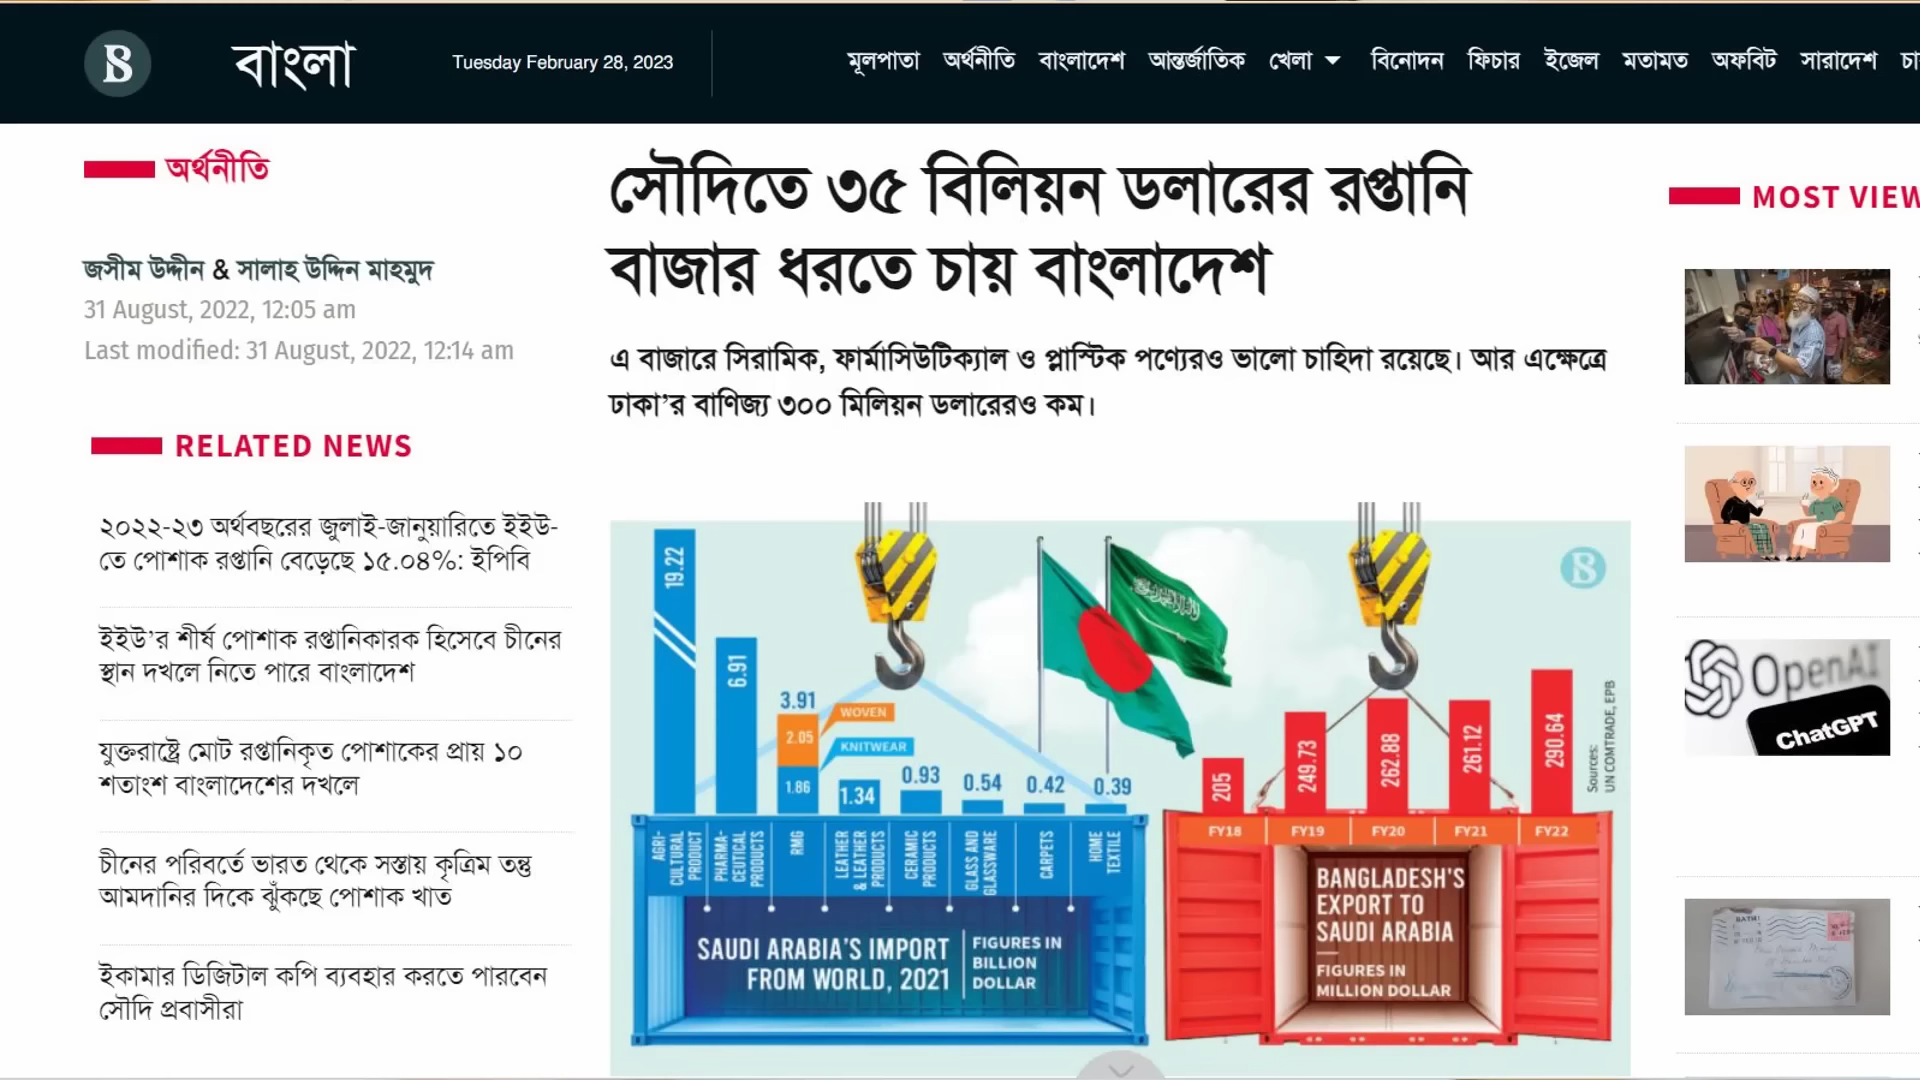 B
বাংলা
Tuesday February 28, 2023
মূলপাতা অর্থনীতি বাংলাদেশ আন্তর্জাতিক খেলা বিনোদন ফিচার ইজেল মতামত অফবিট সারাদেশ
অর্থনীতি
জসীম উদ্দীন & সালাহ উদ্দিন মাহমুদ
31 August, 2022, 12:05 am
Last modified: 31 August, 2022, 12:14 am
RELATED NEWS
২০২২-২৩ অর্থবছরের জুলাই-জানুয়ারিতে ইইউ-
তে পোশাক রপ্তানি বেড়েছে ১৫.০৪%: ইপিবি
ইইউ’র শীর্ষ পোশাক রপ্তানিকারক হিসেবে চীনের
স্থান দখলে নিতে পারে বাংলাদেশ
যুক্তরাষ্ট্রে মোট রপ্তানিকৃত পোশাকের প্রায় ১০
শতাংশ বাংলাদেশের দখলে
চীনের পরিবর্তে ভারত থেকে সস্তায় কৃত্রিম তন্তু
আমদানির দিকে ঝুঁকছে পোশাক খাত
ইকামার ডিজিটাল কপি ব্যবহার করতে পারবেন
সৌদি প্রবাসীরা
সৌদিতে ৩৫ বিলিয়ন ডলারের রপ্তানি
বাজার ধরতে চায় বাংলাদেশ
এ বাজারে সিরামিক, ফার্মাসিউটিক্যাল ও প্লাস্টিক পণ্যেরও ভালো চাহিদা রয়েছে। আর এক্ষেত্রে
ঢাকা’র বাণিজ্য ৩০০ মিলিয়ন ডলারেরও কম।
19.22
6.91
3.91
WOVEN
2.05
KNITWEAR
1.86
1.34
0.93
0.54
0.42
0.39
AGRI-
CULTURAL
PRODUCT
PHARMA-
CEUTICAL
PRODUCTS
RMG
LEATHER
& LEATHER
PRODUCTS
CERAMIC
PRODUCTS
GLASS AND
GLASSWARE
CARPETS
HOME
TEXTILE
SAUDI ARABIA’S IMPORT
FROM WORLD, 2021
FIGURES IN
BILLION
DOLLAR
B
205
249.73
262.88
261.12
290.64
Sources:
UN COMTRADE, EPB
FY18 FY19 FY20 FY21 FY22
BANGLADESH’S
EXPORT TO
SAUDI ARABIA
FIGURES IN
MILLION DOLLAR
MOST VIEW
OpenAI
ChatGPT